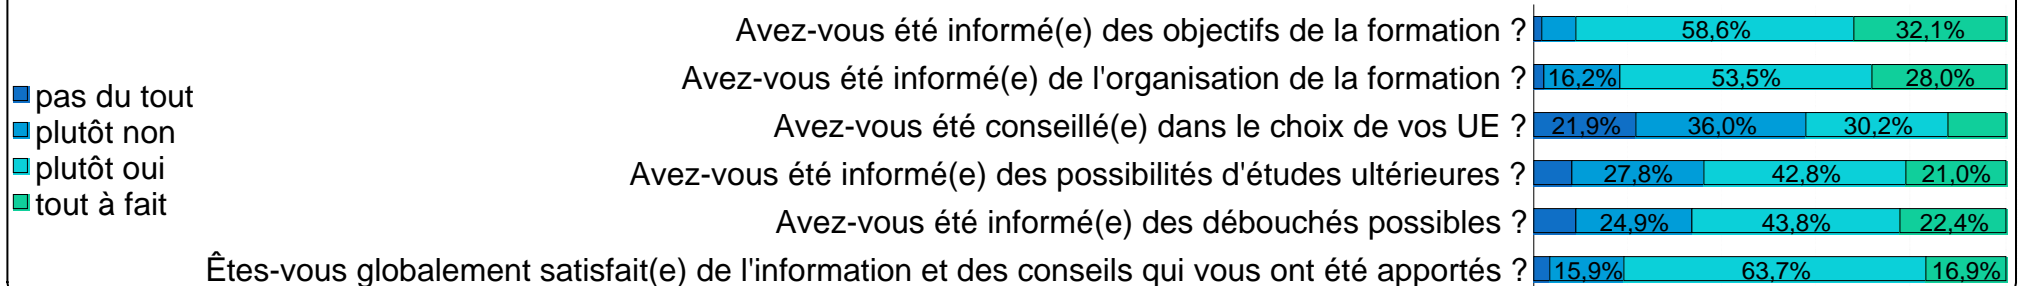 Avez-vous été informé(e) des objectifs de la formation ? 58,6% 32,1%
Avez-vous été informé(e) de l'organisation de la formation ? 16,2% 53,5% 28,0%
pas du tout
plutôt non
plutôt oui
tout à fait
Avez-vous été conseillé(e) dans le choix de vos UE ? 21,9% 36,0% 30,2%
Avez-vous été informé(e) des possibilités d'études ultérieures ? 27,8% 42,8% 21,0%
Avez-vous été informé(e) des débouchés possibles ? 24,9% 43,8% 22,4%
Êtes-vous globalement satisfait(e) de l'information et des conseils qui vous ont été apportés ? 15,9% 63,7% 16,9%